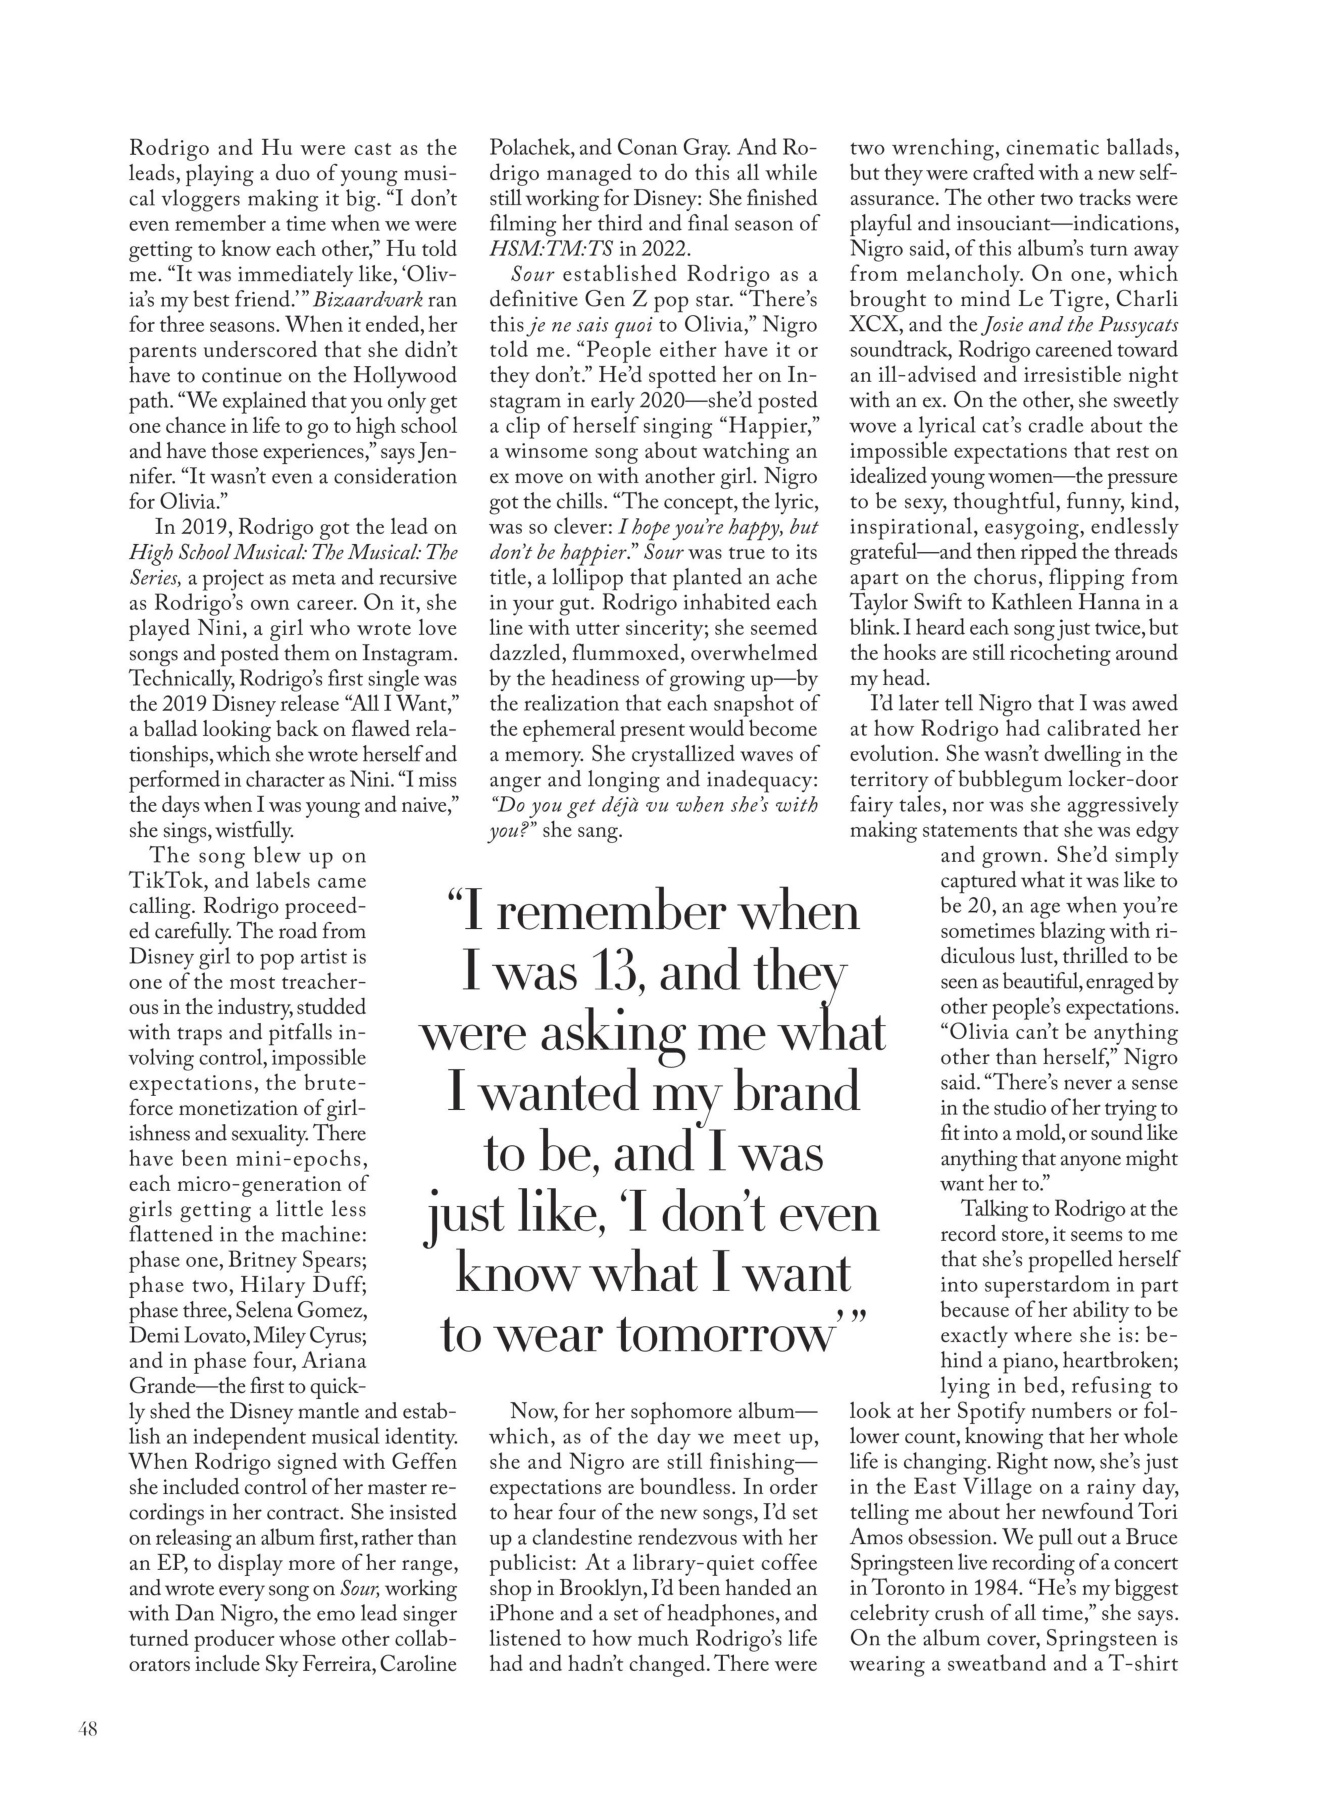 Rodrigo and Hu were cast as the
leads, playing a duo of young musi-
cal vloggers making it big. “I don’t
even remember a time when we were
getting to know each other,” Hu told
me. “It was immediately like, ‘Oliv-
ia’s my best friend.’” Bizaardvark ran
for three seasons. When it ended, her
parents underscored that she didn’t
have to continue on the Hollywood
path. “We explained that you only get
one chance in life to go to high school
and have those experiences,” says Jen-
nifer. “It wasn’t even a consideration
for Olivia.”
In 2019, Rodrigo got the lead on
High School Musical: The Musical: The
Series, a project as meta and recursive
as Rodrigo’s own career. On it, she
played Nini, a girl who wrote love
songs and posted them on Instagram.
Technically, Rodrigo’s first single was
the 2019 Disney release “All I Want,”
a ballad looking back on flawed rela-
tionships, which she wrote herself and
performed in character as Nini. “I miss
the days when I was young and naive,”
she sings, wistfully.
The song blew up on
TikTok, and labels came
calling. Rodrigo proceed-
ed carefully. The road from
Disney girl to pop artist is
one of the most treacher-
ous in the industry, studded
with traps and pitfalls in-
volving control, impossible
expectations, the brute-
force monetization of girl-
ishness and sexuality. There
have been mini-epochs,
each micro-generation of
girls getting a little less
flattened in the machine:
phase one, Britney Spears;
phase two, Hilary Duff;
phase three, Selena Gomez,
Demi Lovato, Miley Cyrus;
and in phase four, Ariana
Grande—the first to quick-
ly shed the Disney mantle and estab-
lish an independent musical identity.
When Rodrigo signed with Geffen
she included control of her master re-
cordings in her contract. She insisted
on releasing an album first, rather than
an EP, to display more of her range,
and wrote every song on Sour, working
with Dan Nigro, the emo lead singer
turned producer whose other collab-
orators include Sky Ferreira, Caroline
Polachek, and Conan Gray. And Ro-
drigo managed to do this all while
still working for Disney: She finished
filming her third and final season of
HSM:TM:TS in 2022.
Sour established Rodrigo as a
definitive Gen Z pop star. “There’s
this je ne sais quoi to Olivia,” Nigro
told me. “People either have it or
they don’t.” He’d spotted her on In-
stagram in early 2020—she’d posted
a clip of herself singing “Happier,”
a winsome song about watching an
ex move on with another girl. Nigro
got the chills. “The concept, the lyric,
was so clever: I hope you’re happy, but
don’t be happier.” Sour was true to its
title, a lollipop that planted an ache
in your gut. Rodrigo inhabited each
line with utter sincerity; she seemed
dazzled, flummoxed, overwhelmed
by the headiness of growing up—by
the realization that each snapshot of
the ephemeral present would become
a memory. She crystallized waves of
anger and longing and inadequacy:
“Do you get déjà vu when she’s with
you?” she sang.
“I remember when
I was 13, and they
were asking me what
I wanted my brand
to be, and I was
just like, ‘I don’t even
know what I want
to wear tomorrow’ ”
Now, for her sophomore album—
which, as of the day we meet up,
she and Nigro are still finishing—
expectations are boundless. In order
to hear four of the new songs, I’d set
up a clandestine rendezvous with her
publicist: At a library-quiet coffee
shop in Brooklyn, I’d been handed an
iPhone and a set of headphones, and
listened to how much Rodrigo’s life
had and hadn’t changed. There were
two wrenching, cinematic ballads,
but they were crafted with a new self-
assurance. The other two tracks were
playful and insouciant—indications,
Nigro said, of this album’s turn away
from melancholy. On one, which
brought to mind Le Tigre, Charli
XCX, and the Josie and the Pussycats
soundtrack, Rodrigo careened toward
an ill-advised and irresistible night
with an ex. On the other, she sweetly
wove a lyrical cat’s cradle about the
impossible expectations that rest on
idealized young women—the pressure
to be sexy, thoughtful, funny, kind,
inspirational, easygoing, endlessly
grateful—and then ripped the threads
apart on the chorus, flipping from
Taylor Swift to Kathleen Hanna in a
blink. I heard each song just twice, but
the hooks are still ricocheting around
my head.
I’d later tell Nigro that I was awed
at how Rodrigo had calibrated her
evolution. She wasn’t dwelling in the
territory of bubblegum locker-door
fairy tales, nor was she aggressively
making statements that she was edgy
and grown. She’d simply
captured what it was like to
be 20, an age when you’re
sometimes blazing with ri-
diculous lust, thrilled to be
seen as beautiful, enraged by
other people’s expectations.
“Olivia can’t be anything
other than herself,” Nigro
said. “There’s never a sense
in the studio of her trying to
fit into a mold, or sound like
anything that anyone might
want her to.”
Talking to Rodrigo at the
record store, it seems to me
that she’s propelled herself
into superstardom in part
because of her ability to be
exactly where she is: be-
hind a piano, heartbroken;
lying in bed, refusing to
look at her Spotify numbers or fol-
lower count, knowing that her whole
life is changing. Right now, she’s just
in the East Village on a rainy day,
telling me about her newfound Tori
Amos obsession. We pull out a Bruce
Springsteen live recording of a concert
in Toronto in 1984. “He’s my biggest
celebrity crush of all time,” she says.
On the album cover, Springsteen is
wearing a sweatband and a T-shirt
48